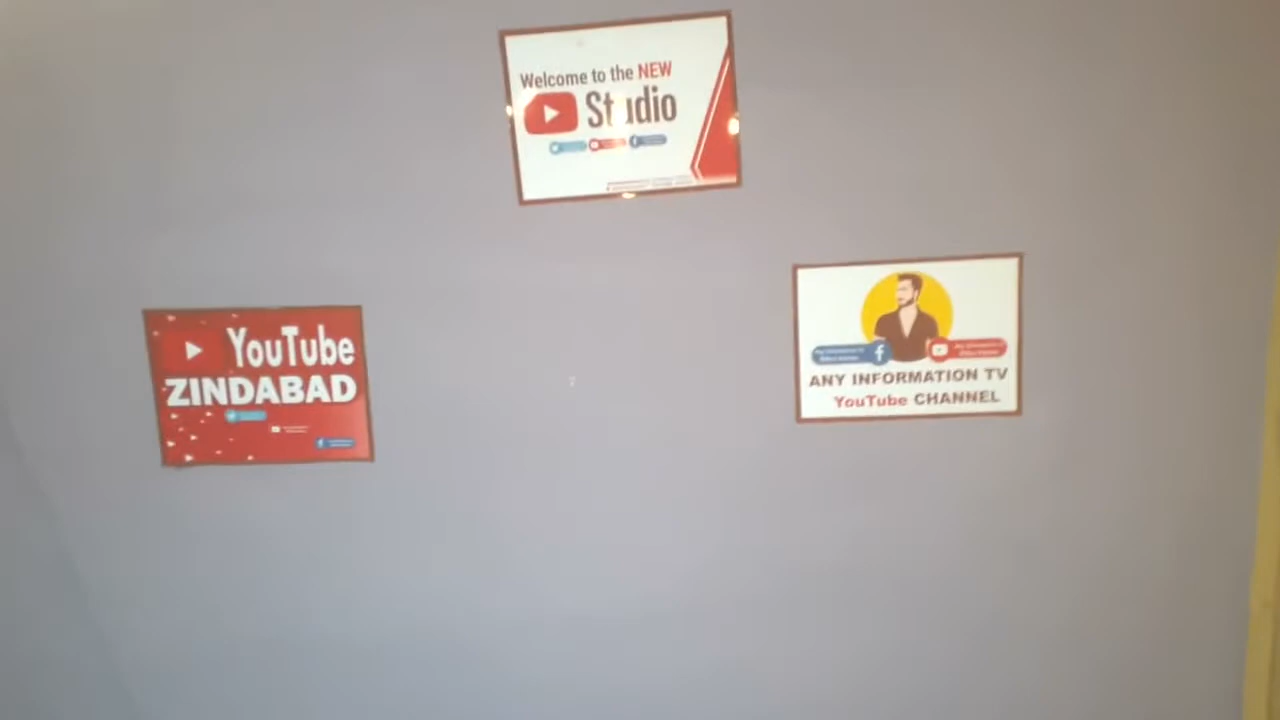 Welcome to the NEW
Studio
YouTube
ZINDABAD
ANY INFORMATION TV
YouTube CHANNEL